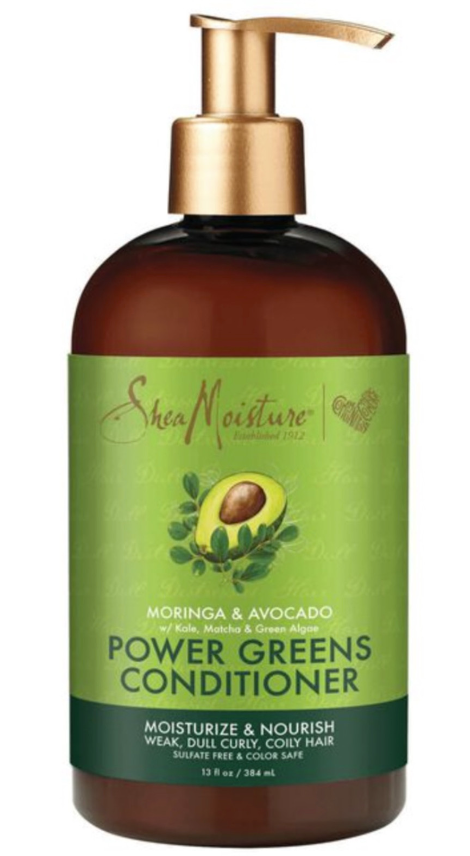 SheaMoisture®
Established 1912
MORINGA & AVOCADO
w/ Kale, Matcha & Green Algae
POWER GREENS
CONDITIONER
MOISTURIZE & NOURISH
WEAK, DULL CURLY, COILY HAIR
SULFATE FREE & COLOR SAFE
13 fl oz / 384 mL